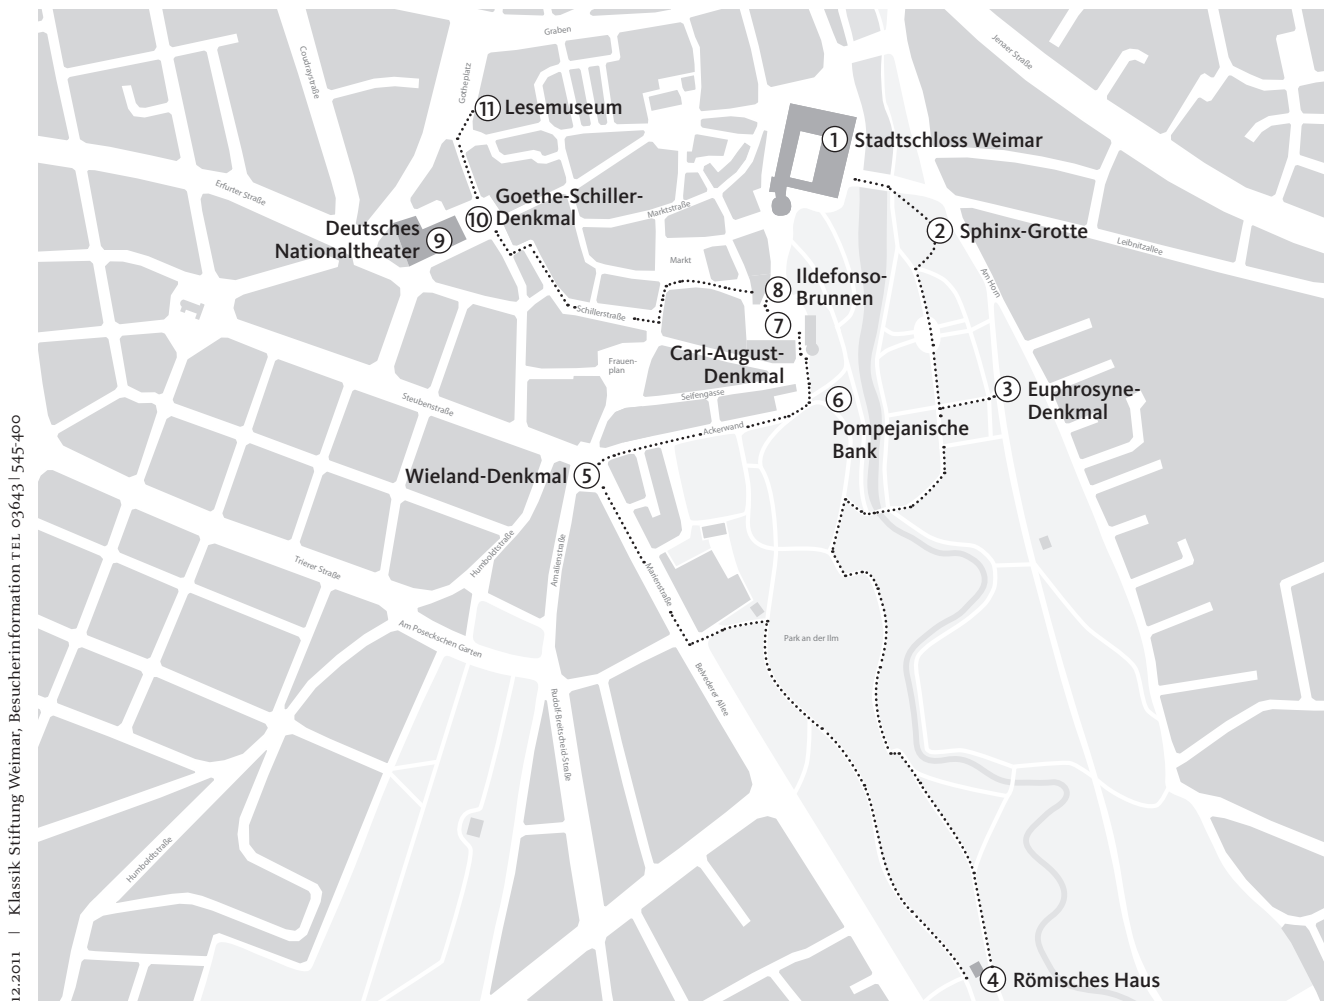 Graben
Jenaer Straße
Coudraystraße
Gotheplatz
11 Lesemuseum
1 Stadtschloss Weimar
Erfurter Straße
10 Goethe-Schiller-
Denkmal
Marktstraße
Deutsches
Nationaltheater 9
2 Sphinx-Grotte
Leibnitzallee
Markt
Am Horn
8 Ildefonso-
Brunnen
Schillerstraße
7
Carl-August-
Denkmal
Frauen-
plan
Seifengasse
3 Euphrosyne-
Denkmal
6
Pompejanische
Bank
Steubenstraße
Ackerwand
Wieland-Denkmal 5
Humboldtstraße
Amalienstraße
Trierer Straße
Marienstraße
Am Poseckschen Garten
Park an der Ilm
Belvederer Allee
Rudolf-Breitscheid-Straße
Humboldtstraße
4 Römisches Haus
12.2011 | Klassik Stiftung Weimar, Besucherinformation TEL 03643 | 545-400